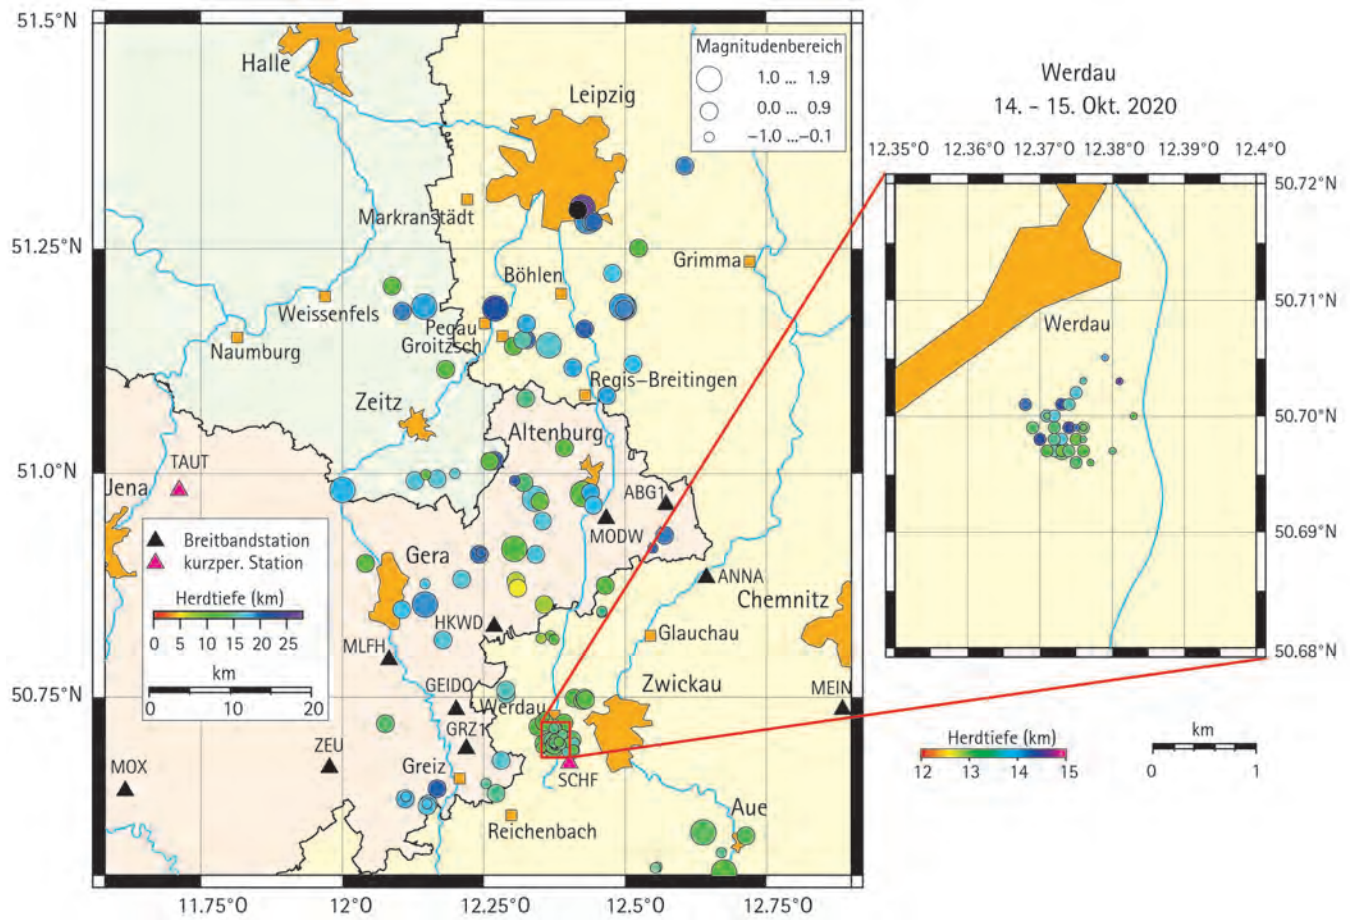 51.5°N
51.25°N
51.0°N
50.75°N
11.75°0
12°0
12.25°0
12.5°0
12.75°0
Halle
Leipzig
Magnitudenbereich
1.0 ... 1.9
0.0 ... 0.9
−1.0 ...−0.1
Markranstädt
Grimma
Böhlen
Weissenfels
Naumburg
Pegau
Groitzsch
Regis–Breitingen
Zeitz
Altenburg
TAUT
Jena
ABG1
MODW
Breitbandstation
kurzper. Station
Herdtiefe (km)
0 5 10 15 20 25
km
0 10 20
Gera
ANNA
Chemnitz
HKWD
Glauchau
MLFH
GEIDO
Zwickau
MEIN
Werdau
GRZ1
ZEU
MOX
Greiz
SCHF
Reichenbach
Aue
Werdau
14. – 15. Okt. 2020
12.35°0 12.36°0 12.37°0 12.38°0 12.39°0 12.4°0
50.72°N
50.71°N
Werdau
50.70°N
50.69°N
50.68°N
Herdtiefe (km)
12 13 14 15
km
0 1